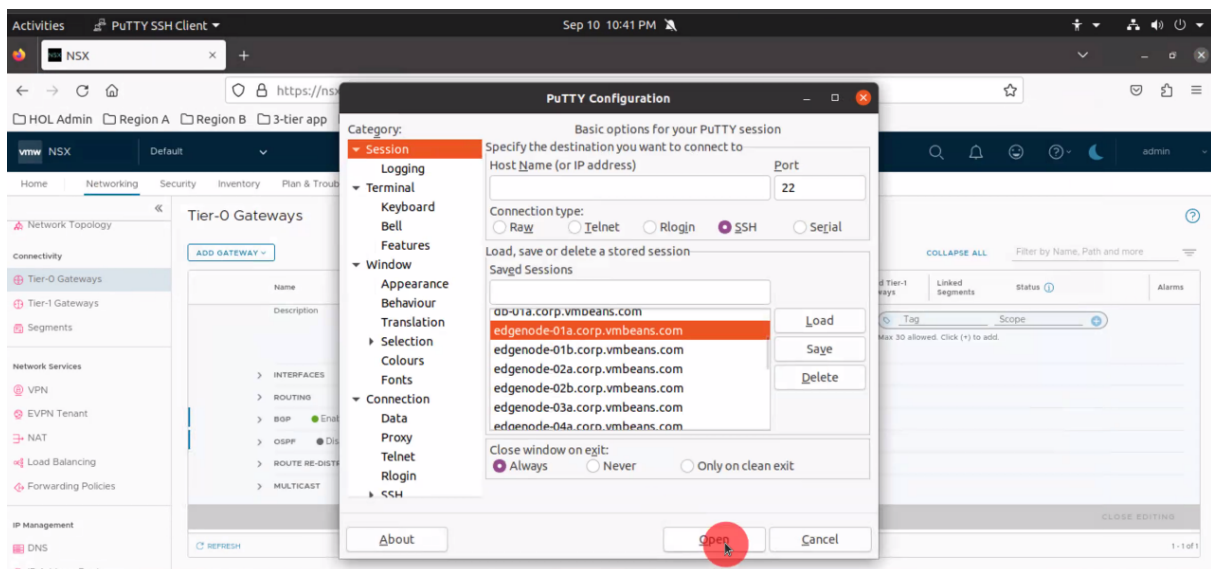 Activities PuTTY SSH Client Sep 10 10:41 PM
NSX
https://nsx
HOL Admin Region A Region B 3-tier app
vmw NSX Default admin
Home Networking Security Inventory Plan & Troub
PuTTY Configuration
Category:
Session
Logging
Terminal
Keyboard
Bell
Features
Window
Appearance
Behaviour
Translation
Selection
Colours
Fonts
Connection
Data
Proxy
Telnet
Rlogin
SSH
About
Basic options for your PuTTY session
Specify the destination you want to connect to
Host Name (or IP address) Port
22
Connection type:
Raw Telnet Rlogin SSH Serial
Load, save or delete a stored session
Saved Sessions
db-01a.corp.vmbeans.com
edgenode-01a.corp.vmbeans.com
edgenode-01b.corp.vmbeans.com
edgenode-02a.corp.vmbeans.com
edgenode-02b.corp.vmbeans.com
edgenode-03a.corp.vmbeans.com
edgenode-04a.corp.vmbeans.com
Load
Save
Delete
Close window on exit:
Always Never Only on clean exit
Open Cancel
Network Topology
Connectivity
Tier-0 Gateways
Tier-1 Gateways
Segments
Network Services
VPN
EVPN Tenant
NAT
Load Balancing
Forwarding Policies
IP Management
DNS
Tier-0 Gateways
ADD GATEWAY
COLLAPSE ALL Filter by Name, Path and more
Name
d Tier-1 Linked Status Alarms
ways Segments
Description
Tag Scope
Max 30 allowed. Click (+) to add.
INTERFACES
ROUTING
BGP Enab
OSPF Dis
ROUTE RE-DISTR
MULTICAST
CLOSE EDITING
REFRESH
1 - 1 of 1